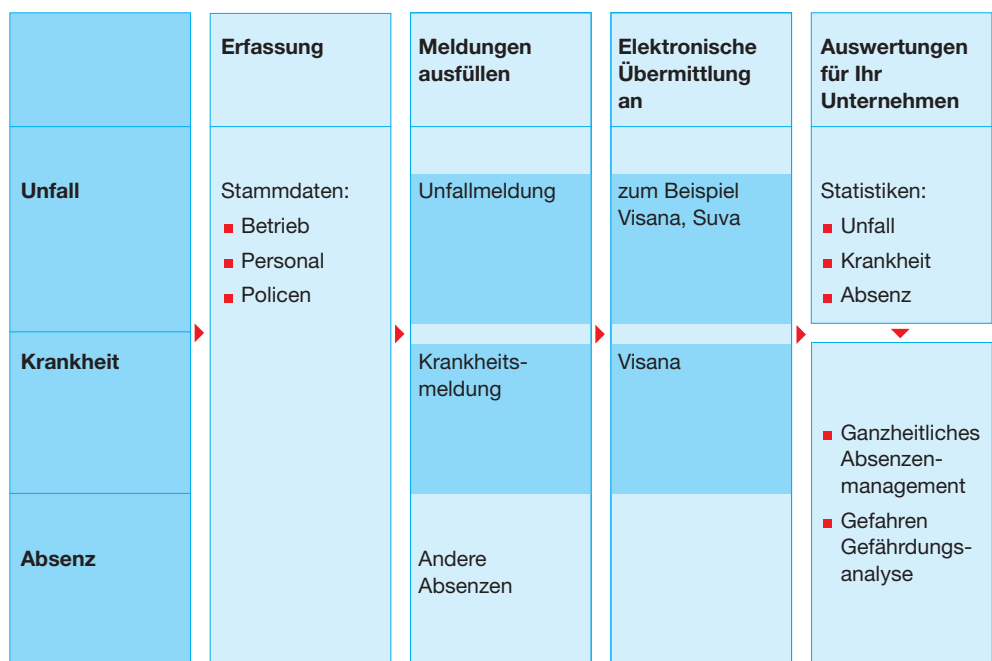 Erfassung
Meldungen
ausfüllen
Elektronische
Übermittlung
an
Auswertungen
für Ihr
Unternehmen
Unfall
Stammdaten:
Betrieb
Personal
Policen
Unfallmeldung
zum Beispiel
Visana, Suva
Statistiken:
Unfall
Krankheit
Absenz
Krankheit
Krankheits-
meldung
Visana
Ganzheitliches
Absenzen-
management
Gefahren
Gefährdungs-
analyse
Absenz
Andere
Absenzen